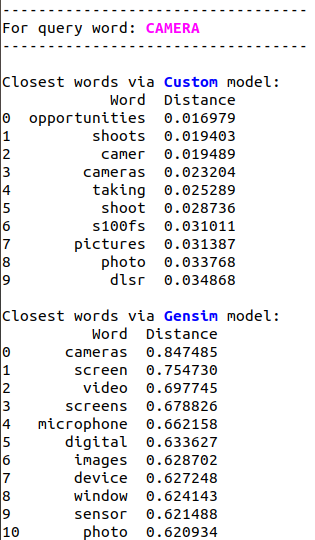 ----------------------------------
For query word: CAMERA
----------------------------------
Closest words via Custom model:
Word Distance
0 opportunities 0.016979
1 shoots 0.019403
2 camer 0.019489
3 cameras 0.023204
4 taking 0.025289
5 shoot 0.028736
6 s100fs 0.031011
7 pictures 0.031387
8 photo 0.033768
9 dlsr 0.034868
Closest words via Gensim model:
Word Distance
0 cameras 0.847485
1 screen 0.754730
2 video 0.697745
3 screens 0.678826
4 microphone 0.662158
5 digital 0.633627
6 images 0.628702
7 device 0.627248
8 window 0.624143
9 sensor 0.621488
10 photo 0.620934